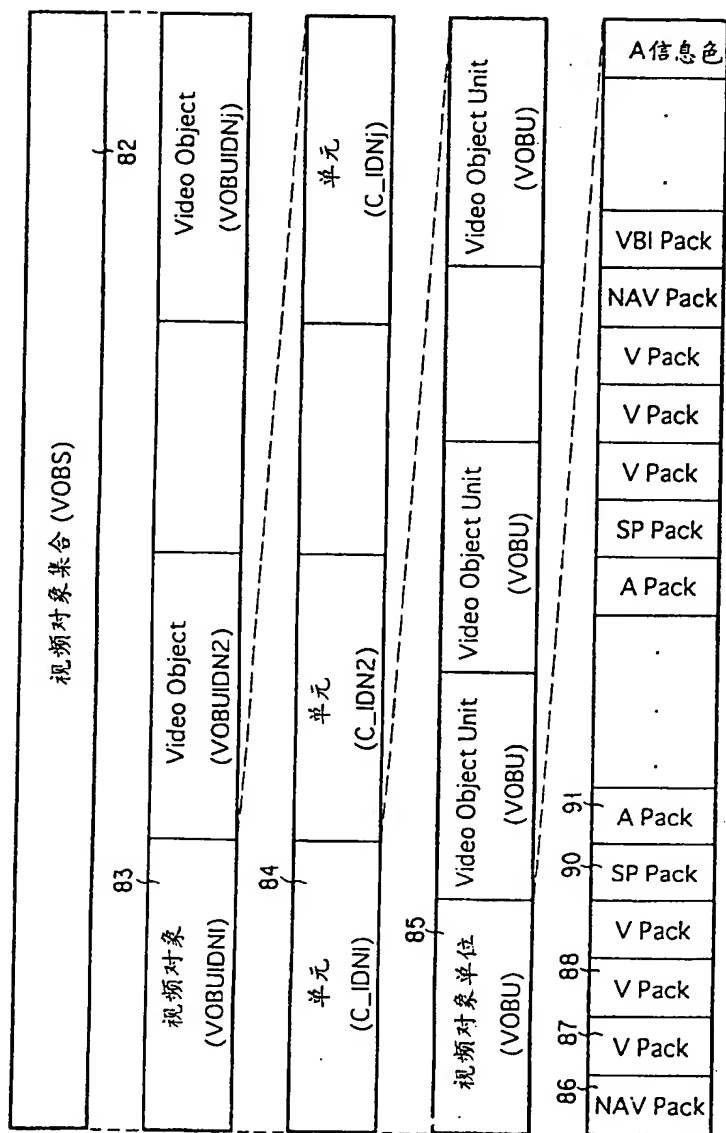 视频对象集合 (VOBS)
82
83
视频对象
(VOBUIDNI)
Video Object
(VOBUIDN2)
Video Object
(VOBUIDNj)
84
单元
(C_IDNI)
单元
(C_IDN2)
单元
(C_IDNj)
85
视频对象单位
(VOBU)
Video Object Unit
(VOBU)
Video Object Unit
(VOBU)
Video Object Unit
(VOBU)
86
87
88
90
91
NAV Pack
V Pack
V Pack
V Pack
SP Pack
A Pack
. .
A Pack
SP Pack
V Pack
V Pack
V Pack
NAV Pack
VBI Pack
. .
A信息色